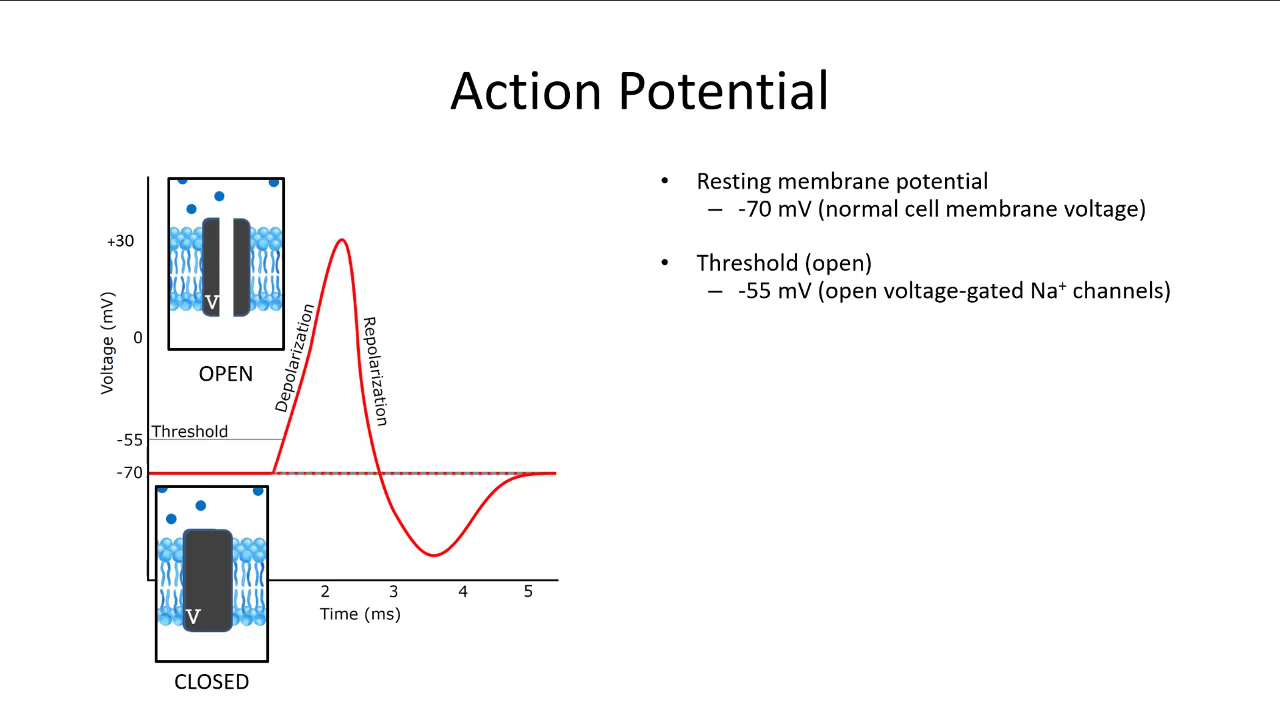 Action Potential
• Resting membrane potential
– -70 mV (normal cell membrane voltage)
• Threshold (open)
– -55 mV (open voltage-gated Na⁺ channels)
+30
0
-55
-70
Voltage (mV)
Threshold
Depolarization
Repolarization
V
OPEN
V
CLOSED
2 3 4 5
Time (ms)